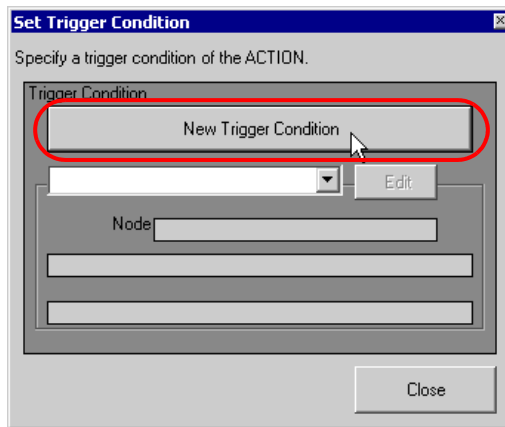 Set Trigger Condition
Specify a trigger condition of the ACTION.
Trigger Condition
New Trigger Condition
Edit
Node
Close